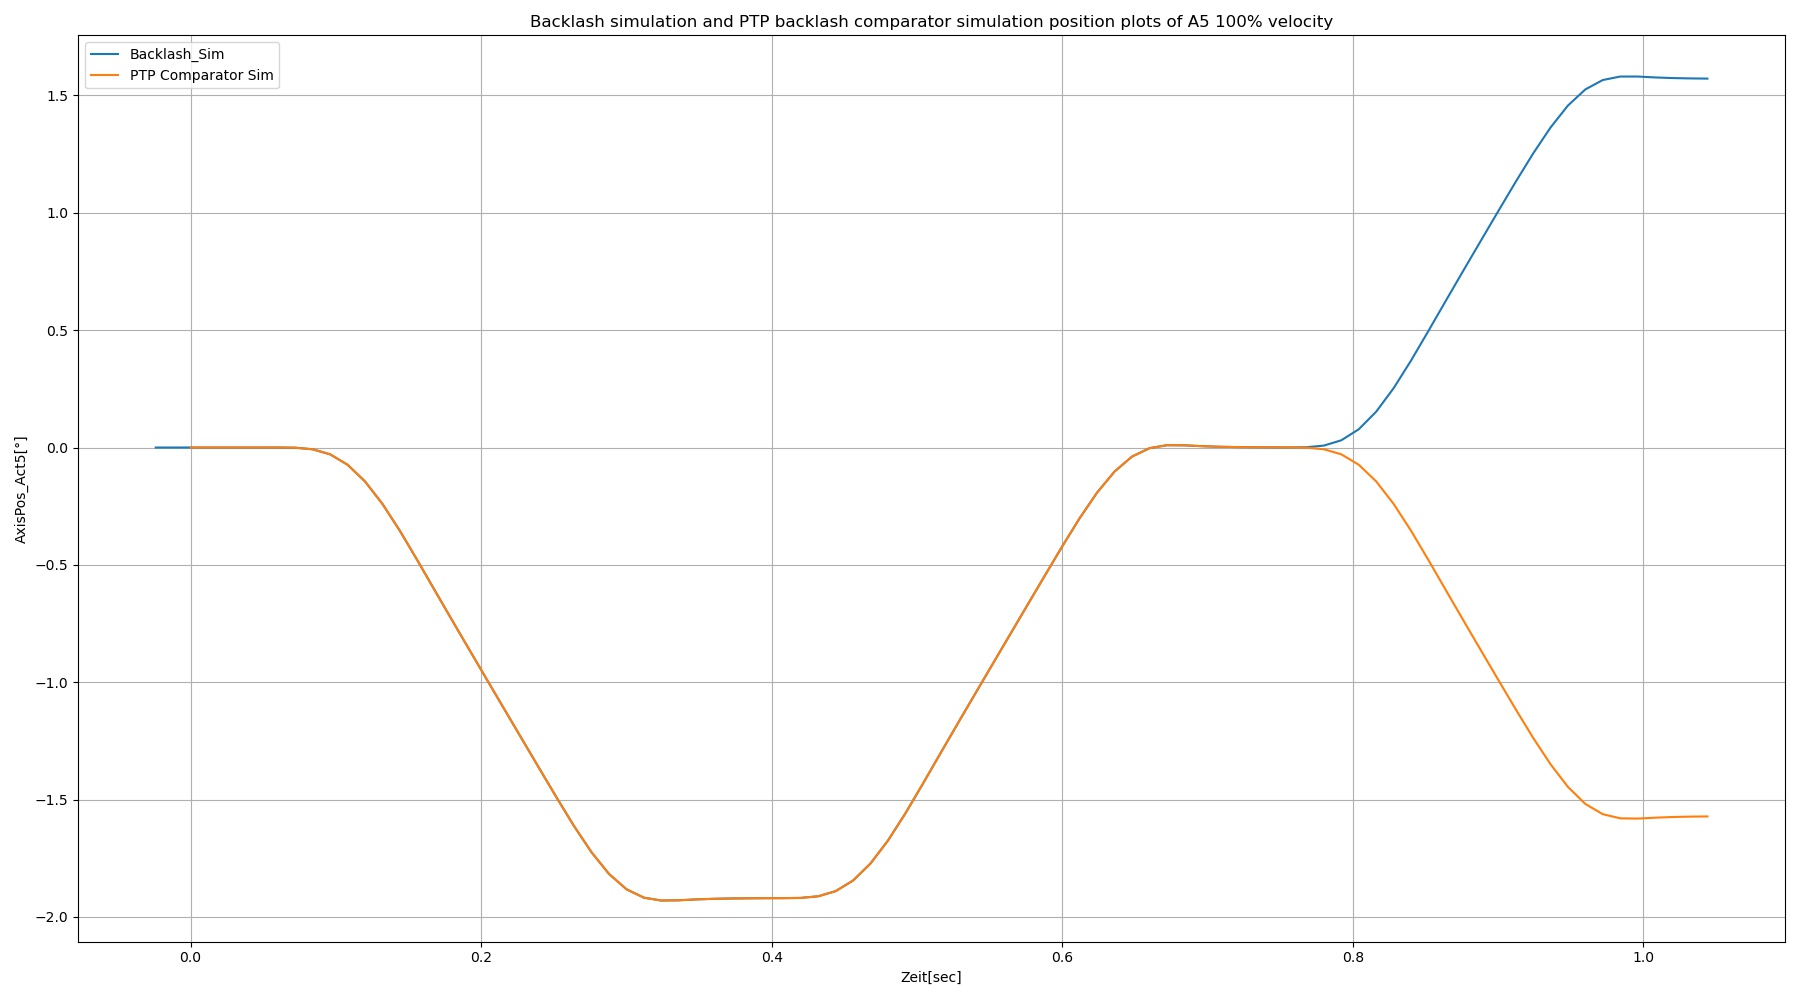 Backlash simulation and PTP backlash comparator simulation position plots of A5 100% velocity
Backlash_Sim
PTP Comparator Sim
1.5
1.0
0.5
0.0
−0.5
−1.0
−1.5
−2.0
AxisPos_Act5[°]
0.0 0.2 0.4 0.6 0.8 1.0
Zeit[sec]